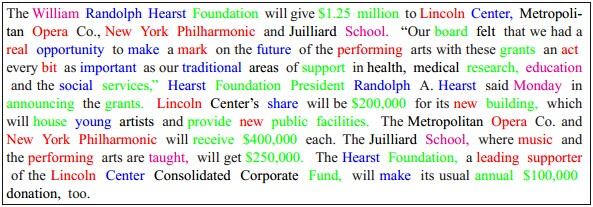 The William Randolph Hearst Foundation will give $1.25 million to Lincoln Center, Metropoli-
tan Opera Co., New York Philharmonic and Juilliard School. “Our board felt that we had a
real opportunity to make a mark on the future of the performing arts with these grants an act
every bit as important as our traditional areas of support in health, medical research, education
and the social services,” Hearst Foundation President Randolph A. Hearst said Monday in
announcing the grants. Lincoln Center’s share will be $200,000 for its new building, which
will house young artists and provide new public facilities. The Metropolitan Opera Co. and
New York Philharmonic will receive $400,000 each. The Juilliard School, where music and
the performing arts are taught, will get $250,000. The Hearst Foundation, a leading supporter
of the Lincoln Center Consolidated Corporate Fund, will make its usual annual $100,000
donation, too.